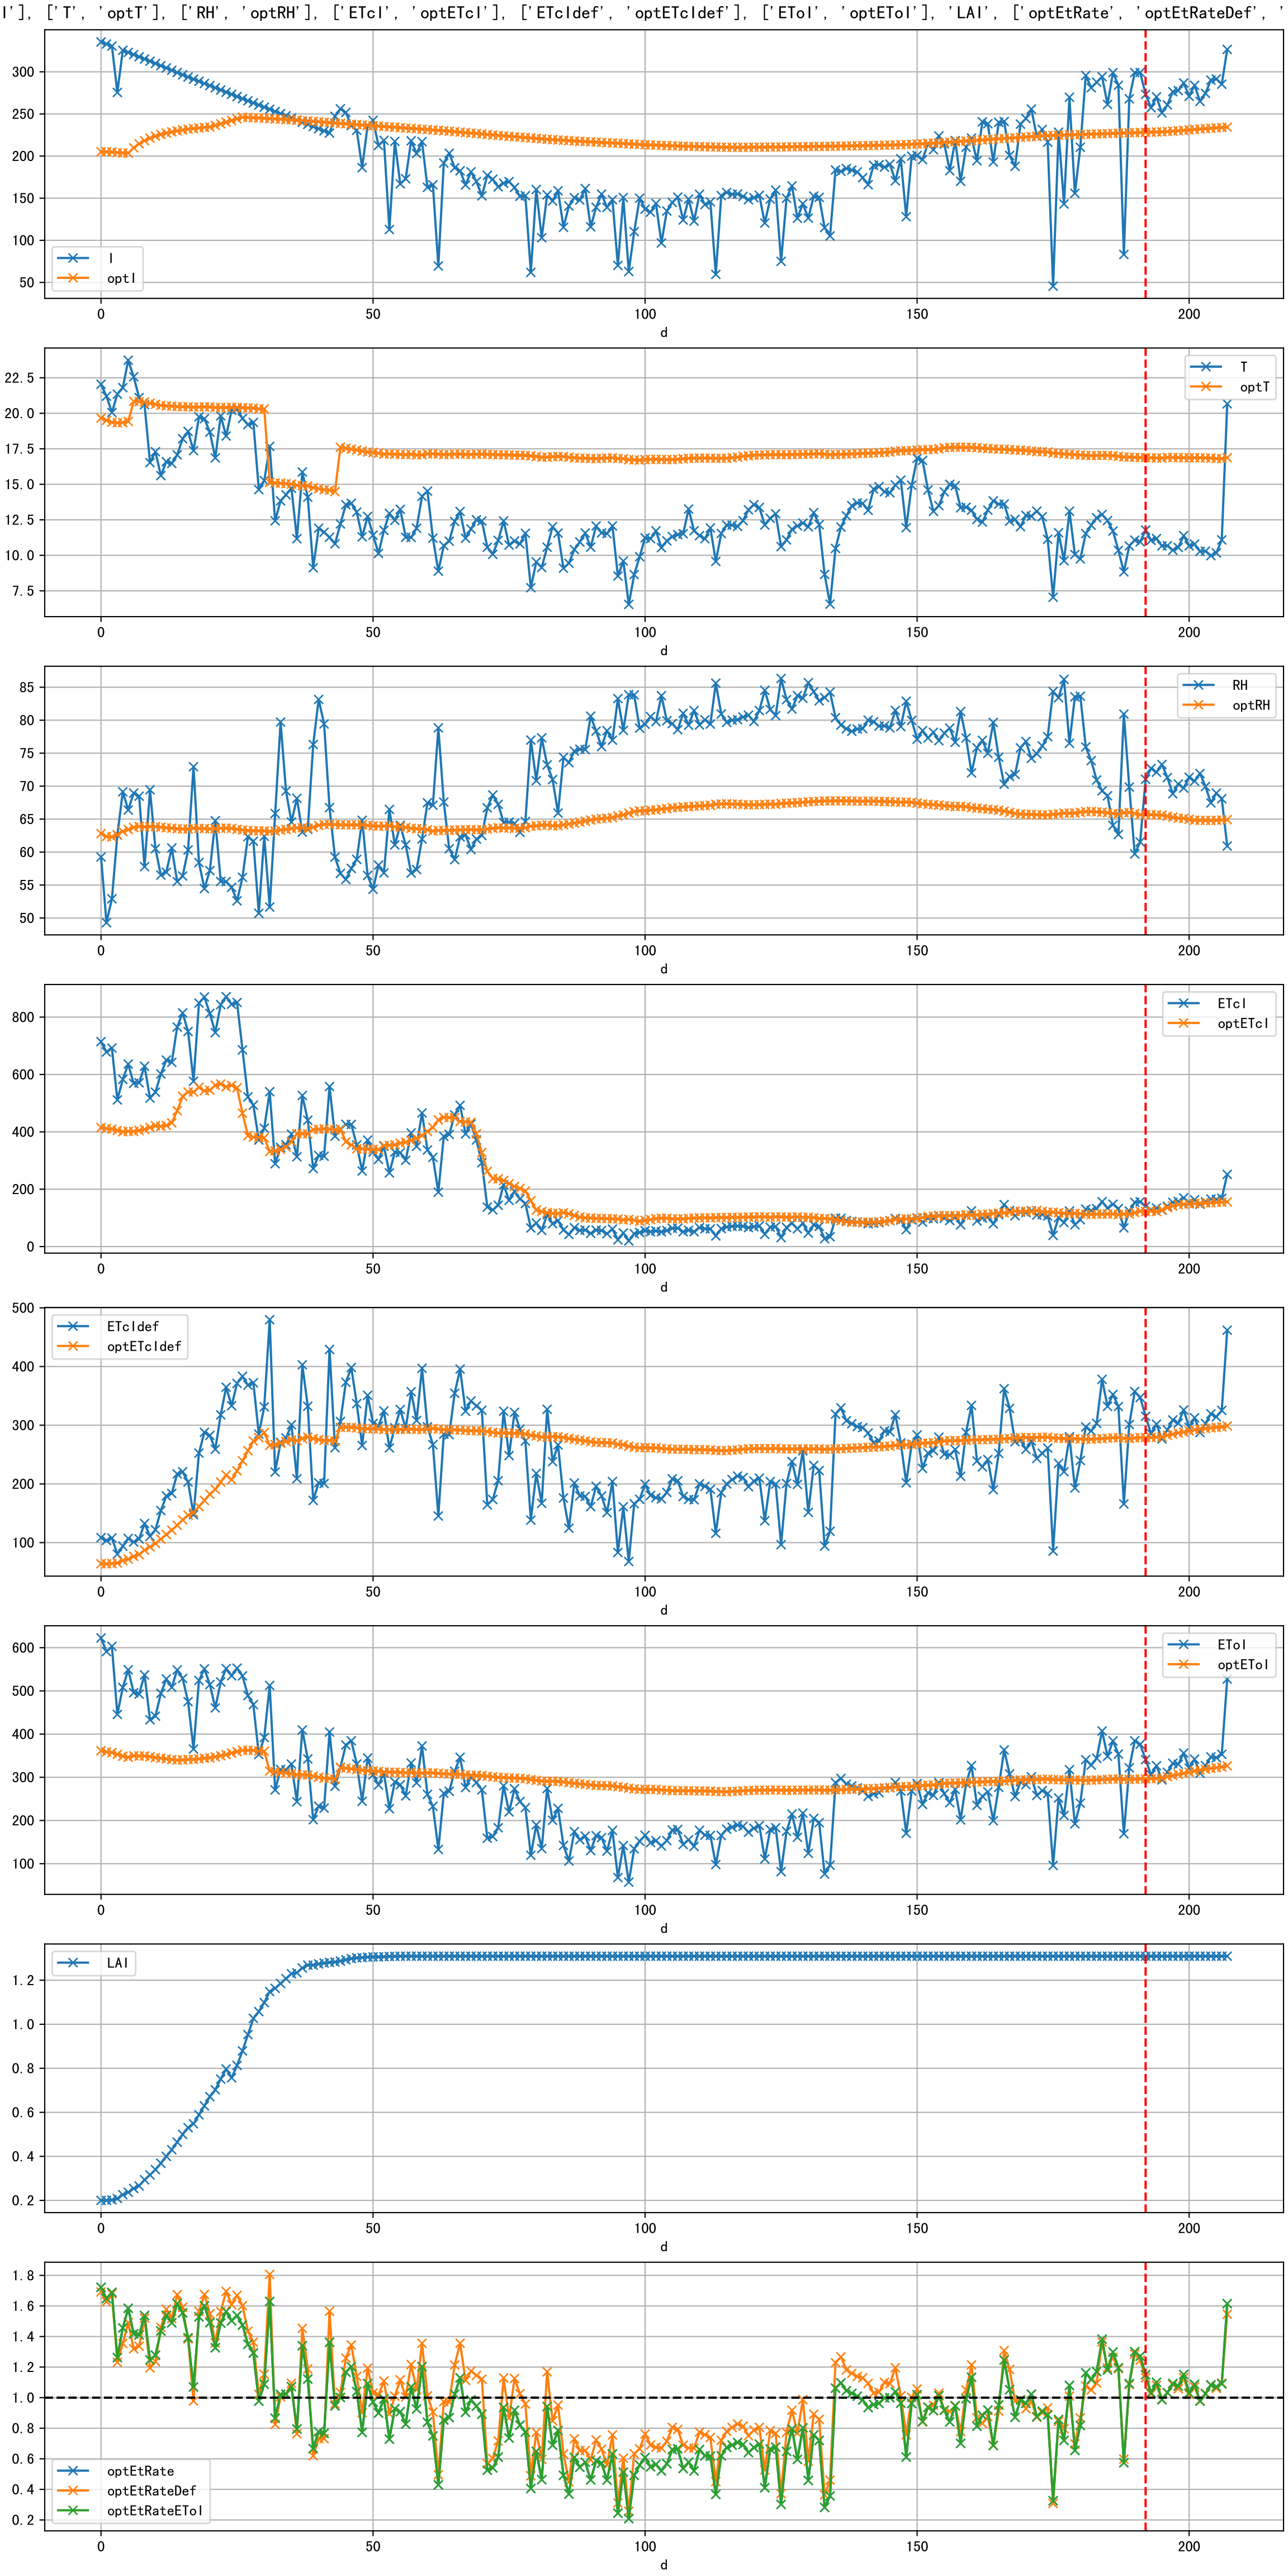 I'], ['T', 'optT'], ['RH', 'optRH'], ['ETcI', 'optETcI'], ['ETcIdef', 'optETcIdef'], ['EToI', 'optEToI'], 'LAI', ['optEtRate', 'optEtRateDef', '
300
250
200
150
100
50
I
optI
0 50 100 150 200
d
22.5
20.0
17.5
15.0
12.5
10.0
7.5
T
optT
0 50 100 150 200
d
85
80
75
70
65
60
55
50
RH
optRH
0 50 100 150 200
d
800
600
400
200
0
ETcI
optETcI
0 50 100 150 200
d
500
400
300
200
100
ETcIdef
optETcIdef
0 50 100 150 200
d
600
500
400
300
200
100
EToI
optEToI
0 50 100 150 200
d
1.2
1.0
0.8
0.6
0.4
0.2
LAI
0 50 100 150 200
d
1.8
1.6
1.4
1.2
1.0
0.8
0.6
0.4
0.2
optEtRate
optEtRateDef
optEtRateEToI
0 50 100 150 200
d